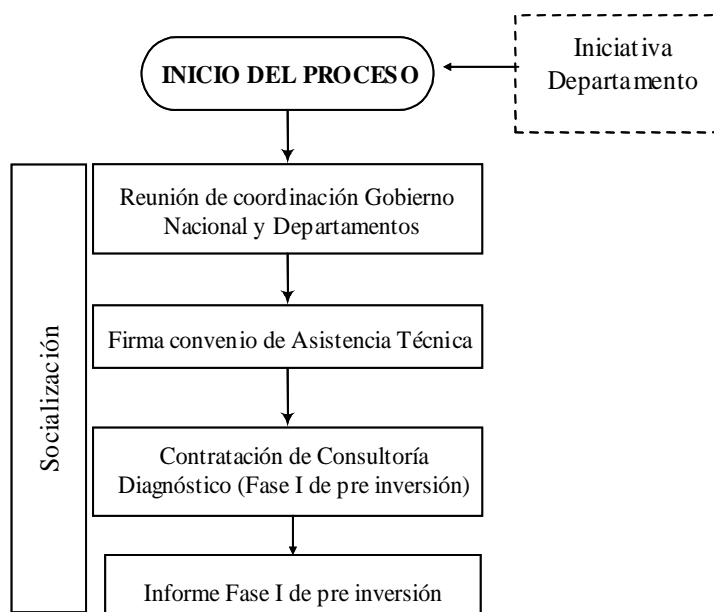 Iniciativa
Departamento
INICIO DEL PROCESO
Socialización
Reunión de coordinación Gobierno
Nacional y Departamentos
Firma convenio de Asistencia Técnica
Contratación de Consultoría
Diagnóstico (Fase I de pre inversión)
Informe Fase I de pre inversión